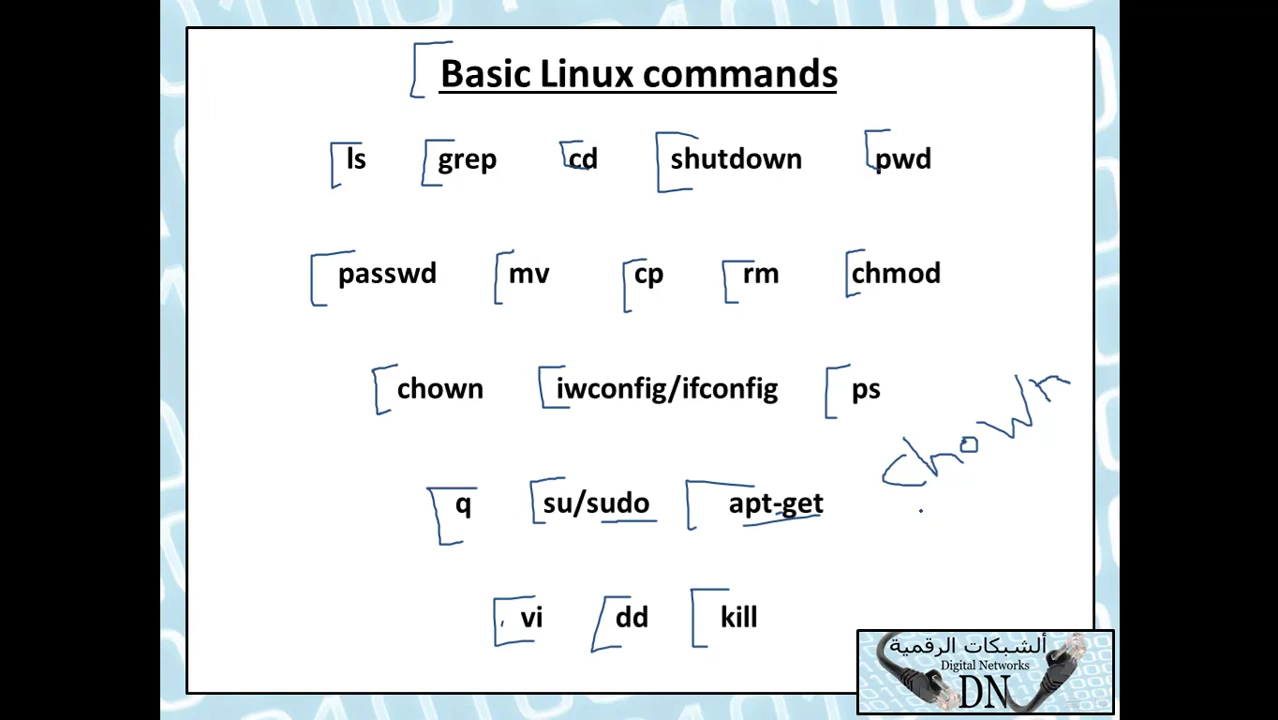 Basic Linux commands
ls grep cd shutdown pwd
passwd mv cp rm chmod
chown iwconfig/ifconfig ps
chown
q su/sudo apt-get
vi dd kill
ألشبكات الرقمية
Digital Networks
DN